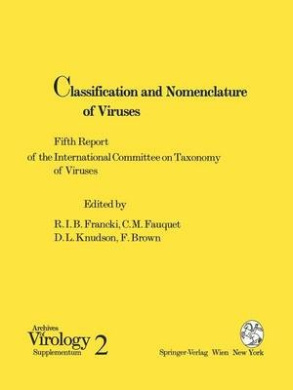 Classification and Nomenclature
of Viruses
Fifth Report
of the International Committee on Taxonomy
of Viruses
Edited by
R.I.B. Francki, C.M. Fauquet
D.L. Knudson, F. Brown
Archives
Virology 2
Supplementum
Springer-Verlag Wien New York